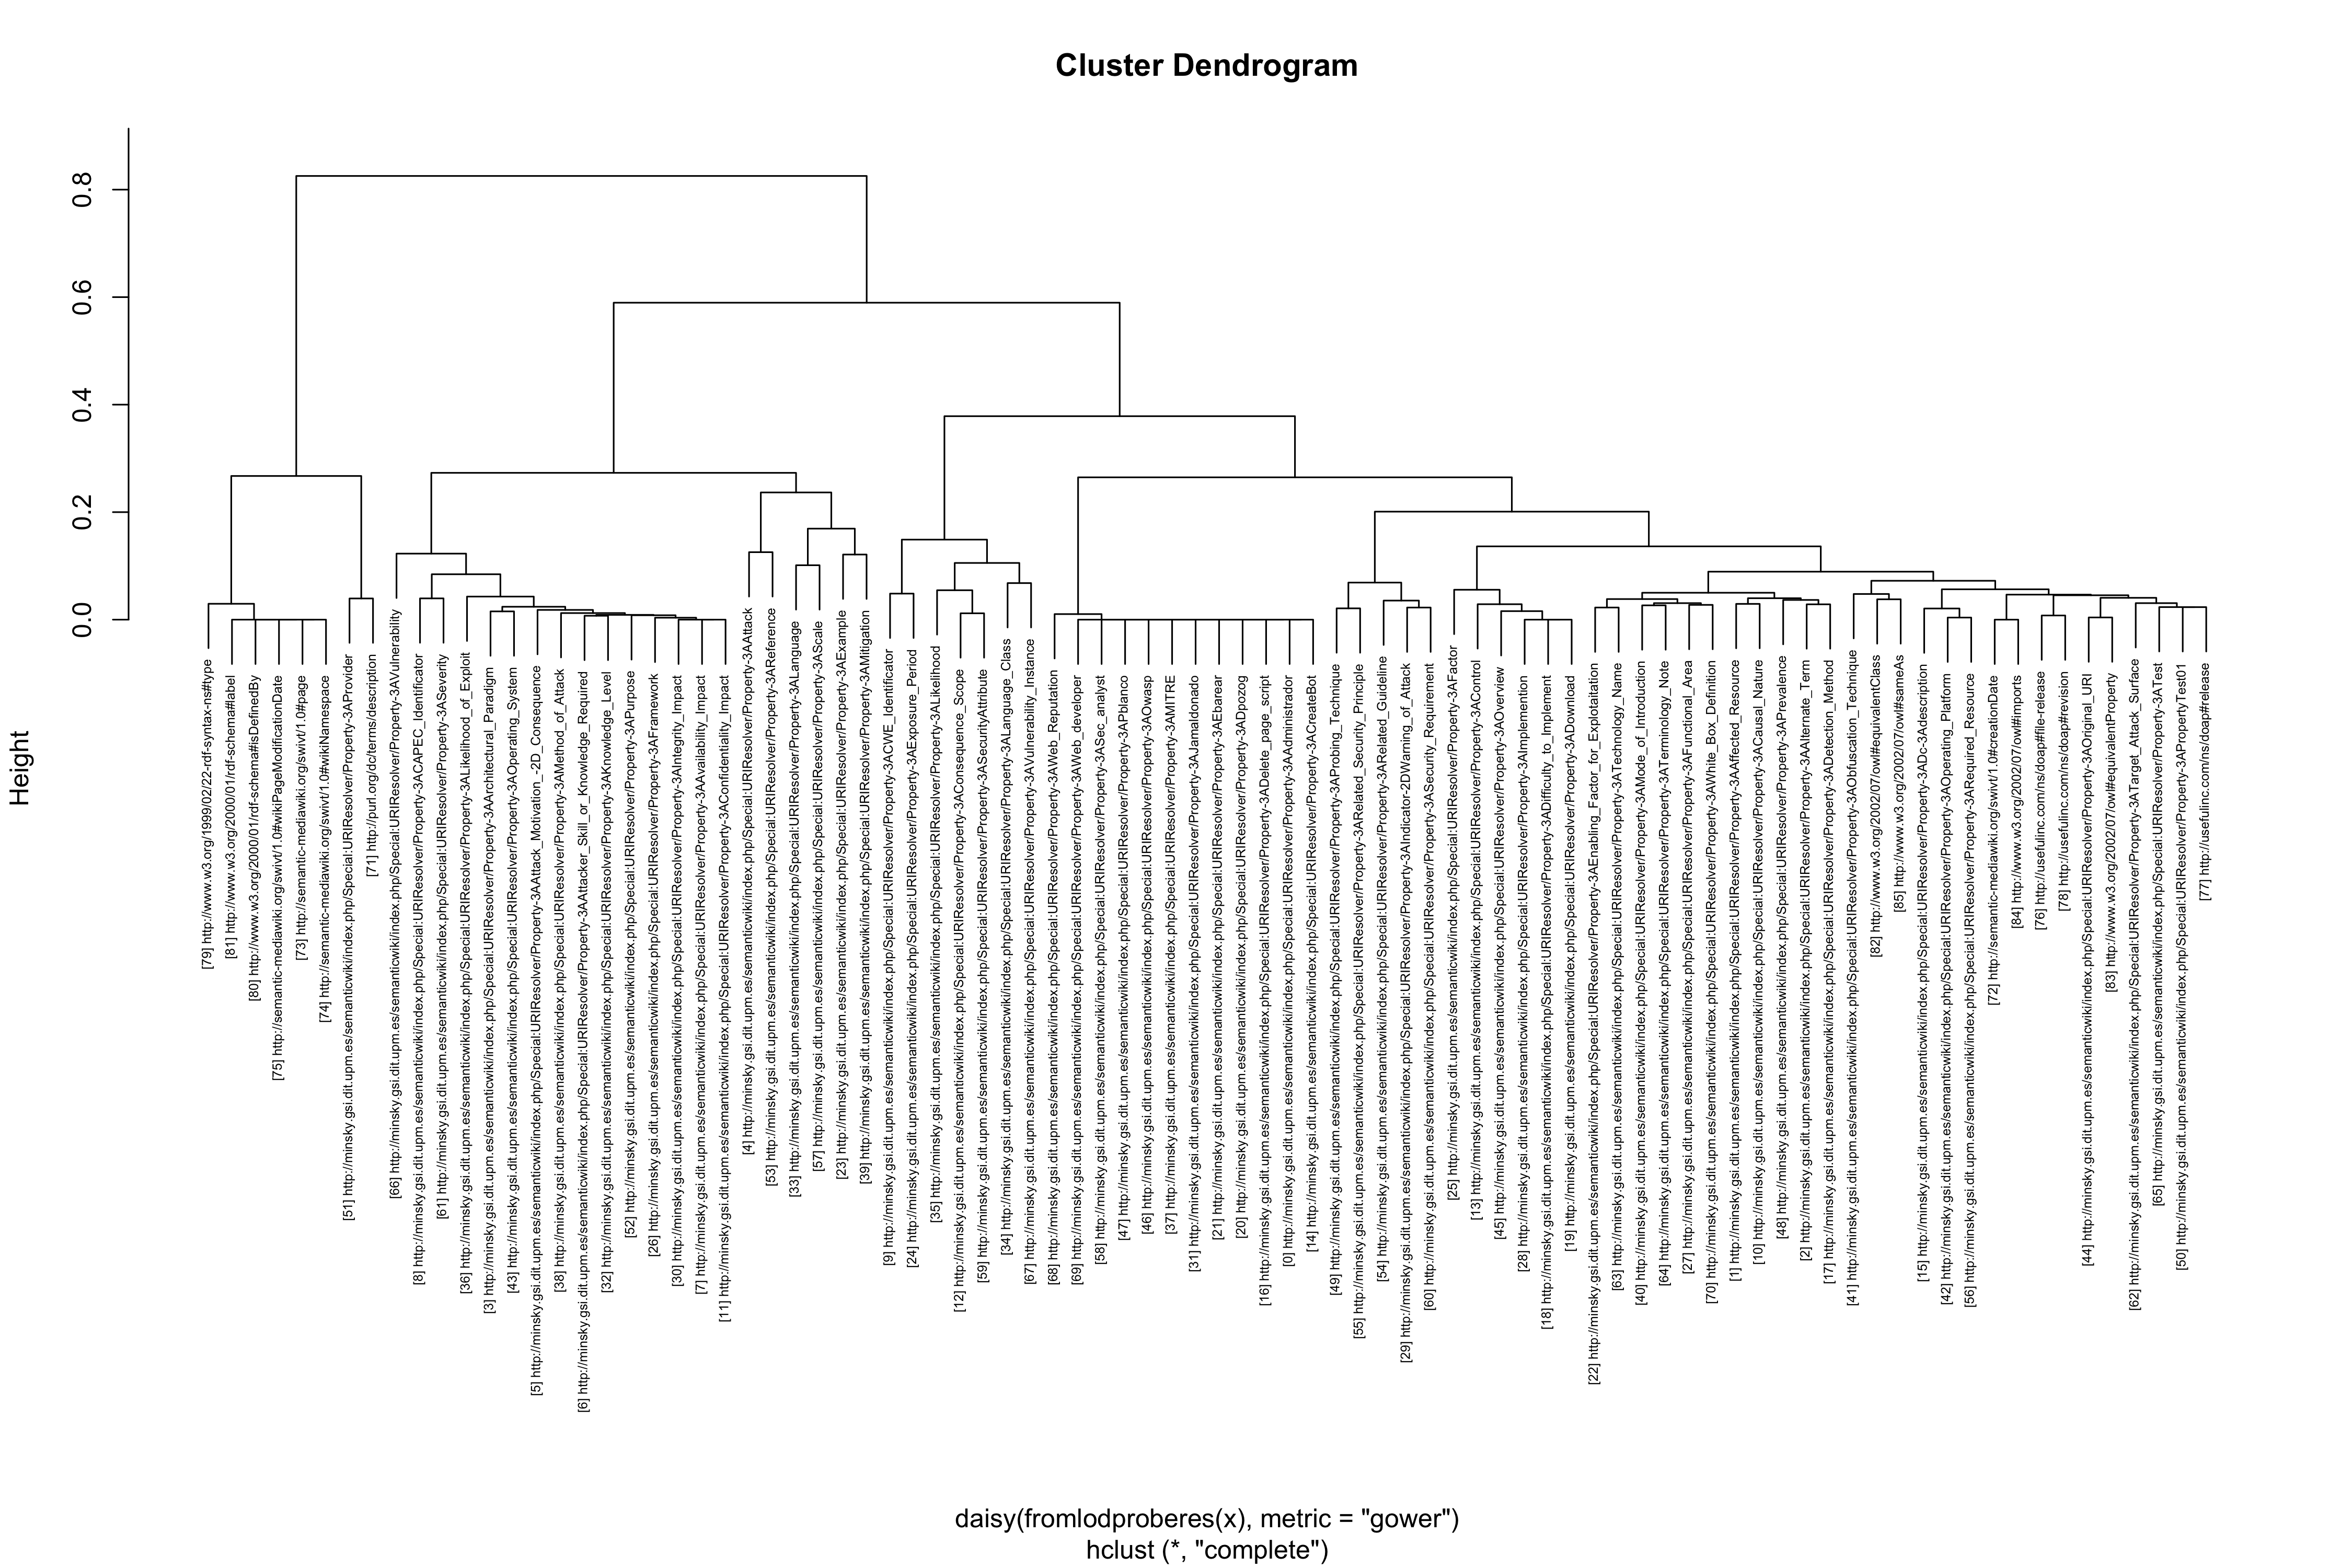 Cluster Dendrogram
Height
0.0
0.2
0.4
0.6
0.8
[79] http://www.w3.org/1999/02/22-rdf-syntax-ns#type
[81] http://www.w3.org/2000/01/rdf-schema#label
[80] http://www.w3.org/2000/01/rdf-schema#isDefinedBy
[75] http://semantic-mediawiki.org/swivt/1.0#wikiPageModificationDate
[73] http://semantic-mediawiki.org/swivt/1.0#page
[74] http://semantic-mediawiki.org/swivt/1.0#wikiNamespace
[51] http://minsky.gsi.dit.upm.es/semanticwiki/index.php/Special:URIResolver/Property-3AProvider
[71] http://purl.org/dc/terms/description
[66] http://minsky.gsi.dit.upm.es/semanticwiki/index.php/Special:URIResolver/Property-3AVulnerability
[8] http://minsky.gsi.dit.upm.es/semanticwiki/index.php/Special:URIResolver/Property-3ACAPEC_Identificator
[61] http://minsky.gsi.dit.upm.es/semanticwiki/index.php/Special:URIResolver/Property-3ASeverity
[36] http://minsky.gsi.dit.upm.es/semanticwiki/index.php/Special:URIResolver/Property-3ALikelihood_of_Exploit
[3] http://minsky.gsi.dit.upm.es/semanticwiki/index.php/Special:URIResolver/Property-3AArchitectural_Paradigm
[43] http://minsky.gsi.dit.upm.es/semanticwiki/index.php/Special:URIResolver/Property-3AOperating_System
[5] http://minsky.gsi.dit.upm.es/semanticwiki/index.php/Special:URIResolver/Property-3AAttack_Motivation_-2D_Consequence
[38] http://minsky.gsi.dit.upm.es/semanticwiki/index.php/Special:URIResolver/Property-3AMethod_of_Attack
[6] http://minsky.gsi.dit.upm.es/semanticwiki/index.php/Special:URIResolver/Property-3AAttacker_Skill_or_Knowledge_Required
[32] http://minsky.gsi.dit.upm.es/semanticwiki/index.php/Special:URIResolver/Property-3AKnowledge_Level
[52] http://minsky.gsi.dit.upm.es/semanticwiki/index.php/Special:URIResolver/Property-3APurpose
[26] http://minsky.gsi.dit.upm.es/semanticwiki/index.php/Special:URIResolver/Property-3AFramework
[30] http://minsky.gsi.dit.upm.es/semanticwiki/index.php/Special:URIResolver/Property-3AIntegrity_Impact
[7] http://minsky.gsi.dit.upm.es/semanticwiki/index.php/Special:URIResolver/Property-3AAvailability_Impact
[11] http://minsky.gsi.dit.upm.es/semanticwiki/index.php/Special:URIResolver/Property-3AConfidentiality_Impact
[4] http://minsky.gsi.dit.upm.es/semanticwiki/index.php/Special:URIResolver/Property-3AAttack
[53] http://minsky.gsi.dit.upm.es/semanticwiki/index.php/Special:URIResolver/Property-3AReference
[33] http://minsky.gsi.dit.upm.es/semanticwiki/index.php/Special:URIResolver/Property-3ALanguage
[57] http://minsky.gsi.dit.upm.es/semanticwiki/index.php/Special:URIResolver/Property-3AScale
[23] http://minsky.gsi.dit.upm.es/semanticwiki/index.php/Special:URIResolver/Property-3AExample
[39] http://minsky.gsi.dit.upm.es/semanticwiki/index.php/Special:URIResolver/Property-3AMitigation
[9] http://minsky.gsi.dit.upm.es/semanticwiki/index.php/Special:URIResolver/Property-3ACWE_Identificator
[24] http://minsky.gsi.dit.upm.es/semanticwiki/index.php/Special:URIResolver/Property-3AExposure_Period
[35] http://minsky.gsi.dit.upm.es/semanticwiki/index.php/Special:URIResolver/Property-3ALikelihood
[12] http://minsky.gsi.dit.upm.es/semanticwiki/index.php/Special:URIResolver/Property-3AConsequence_Scope
[59] http://minsky.gsi.dit.upm.es/semanticwiki/index.php/Special:URIResolver/Property-3ASecurityAttribute
[34] http://minsky.gsi.dit.upm.es/semanticwiki/index.php/Special:URIResolver/Property-3ALanguage_Class
[67] http://minsky.gsi.dit.upm.es/semanticwiki/index.php/Special:URIResolver/Property-3AVulnerability_Instance
[68] http://minsky.gsi.dit.upm.es/semanticwiki/index.php/Special:URIResolver/Property-3AWeb_Reputation
[69] http://minsky.gsi.dit.upm.es/semanticwiki/index.php/Special:URIResolver/Property-3AWeb_developer
[58] http://minsky.gsi.dit.upm.es/semanticwiki/index.php/Special:URIResolver/Property-3ASec_analyst
[47] http://minsky.gsi.dit.upm.es/semanticwiki/index.php/Special:URIResolver/Property-3APblanco
[46] http://minsky.gsi.dit.upm.es/semanticwiki/index.php/Special:URIResolver/Property-3AOwasp
[37] http://minsky.gsi.dit.upm.es/semanticwiki/index.php/Special:URIResolver/Property-3AMITRE
[31] http://minsky.gsi.dit.upm.es/semanticwiki/index.php/Special:URIResolver/Property-3AJamaldonado
[21] http://minsky.gsi.dit.upm.es/semanticwiki/index.php/Special:URIResolver/Property-3AEbarear
[20] http://minsky.gsi.dit.upm.es/semanticwiki/index.php/Special:URIResolver/Property-3ADpozog
[16] http://minsky.gsi.dit.upm.es/semanticwiki/index.php/Special:URIResolver/Property-3ADelete_page_script
[0] http://minsky.gsi.dit.upm.es/semanticwiki/index.php/Special:URIResolver/Property-3AAdministrador
[14] http://minsky.gsi.dit.upm.es/semanticwiki/index.php/Special:URIResolver/Property-3ACreateBot
[49] http://minsky.gsi.dit.upm.es/semanticwiki/index.php/Special:URIResolver/Property-3AProbing_Technique
[55] http://minsky.gsi.dit.upm.es/semanticwiki/index.php/Special:URIResolver/Property-3ARelated_Security_Principle
[54] http://minsky.gsi.dit.upm.es/semanticwiki/index.php/Special:URIResolver/Property-3ARelated_Guideline
[29] http://minsky.gsi.dit.upm.es/semanticwiki/index.php/Special:URIResolver/Property-3AIndicator-2DWarning_of_Attack
[60] http://minsky.gsi.dit.upm.es/semanticwiki/index.php/Special:URIResolver/Property-3ASecurity_Requirement
[25] http://minsky.gsi.dit.upm.es/semanticwiki/index.php/Special:URIResolver/Property-3AFactor
[13] http://minsky.gsi.dit.upm.es/semanticwiki/index.php/Special:URIResolver/Property-3AControl
[45] http://minsky.gsi.dit.upm.es/semanticwiki/index.php/Special:URIResolver/Property-3AOverview
[28] http://minsky.gsi.dit.upm.es/semanticwiki/index.php/Special:URIResolver/Property-3AImplemention
[18] http://minsky.gsi.dit.upm.es/semanticwiki/index.php/Special:URIResolver/Property-3ADifficulty_to_Implement
[19] http://minsky.gsi.dit.upm.es/semanticwiki/index.php/Special:URIResolver/Property-3ADownload
[22] http://minsky.gsi.dit.upm.es/semanticwiki/index.php/Special:URIResolver/Property-3AEnabling_Factor_for_Exploitation
[63] http://minsky.gsi.dit.upm.es/semanticwiki/index.php/Special:URIResolver/Property-3ATechnology_Name
[40] http://minsky.gsi.dit.upm.es/semanticwiki/index.php/Special:URIResolver/Property-3AMode_of_Introduction
[64] http://minsky.gsi.dit.upm.es/semanticwiki/index.php/Special:URIResolver/Property-3ATerminology_Note
[27] http://minsky.gsi.dit.upm.es/semanticwiki/index.php/Special:URIResolver/Property-3AFunctional_Area
[70] http://minsky.gsi.dit.upm.es/semanticwiki/index.php/Special:URIResolver/Property-3AWhite_Box_Definition
[1] http://minsky.gsi.dit.upm.es/semanticwiki/index.php/Special:URIResolver/Property-3AAffected_Resource
[10] http://minsky.gsi.dit.upm.es/semanticwiki/index.php/Special:URIResolver/Property-3ACausal_Nature
[48] http://minsky.gsi.dit.upm.es/semanticwiki/index.php/Special:URIResolver/Property-3APrevalence
[2] http://minsky.gsi.dit.upm.es/semanticwiki/index.php/Special:URIResolver/Property-3AAlternate_Term
[17] http://minsky.gsi.dit.upm.es/semanticwiki/index.php/Special:URIResolver/Property-3ADetection_Method
[41] http://minsky.gsi.dit.upm.es/semanticwiki/index.php/Special:URIResolver/Property-3AObfuscation_Technique
[82] http://www.w3.org/2002/07/owl#equivalentClass
[85] http://www.w3.org/2002/07/owl#sameAs
[15] http://minsky.gsi.dit.upm.es/semanticwiki/index.php/Special:URIResolver/Property-3ADc-3Adescription
[42] http://minsky.gsi.dit.upm.es/semanticwiki/index.php/Special:URIResolver/Property-3AOperating_Platform
[56] http://minsky.gsi.dit.upm.es/semanticwiki/index.php/Special:URIResolver/Property-3ARequired_Resource
[72] http://semantic-mediawiki.org/swivt/1.0#creationDate
[84] http://www.w3.org/2002/07/owl#imports
[76] http://usefulinc.com/ns/doap#file-release
[78] http://usefulinc.com/ns/doap#revision
[44] http://minsky.gsi.dit.upm.es/semanticwiki/index.php/Special:URIResolver/Property-3AOriginal_URI
[83] http://www.w3.org/2002/07/owl#equivalentProperty
[62] http://minsky.gsi.dit.upm.es/semanticwiki/index.php/Special:URIResolver/Property-3ATarget_Attack_Surface
[65] http://minsky.gsi.dit.upm.es/semanticwiki/index.php/Special:URIResolver/Property-3ATest
[50] http://minsky.gsi.dit.upm.es/semanticwiki/index.php/Special:URIResolver/Property-3APropertyTest01
[77] http://usefulinc.com/ns/doap#release
daisy(fromlodproberes(x), metric = "gower")
hclust (*, "complete")